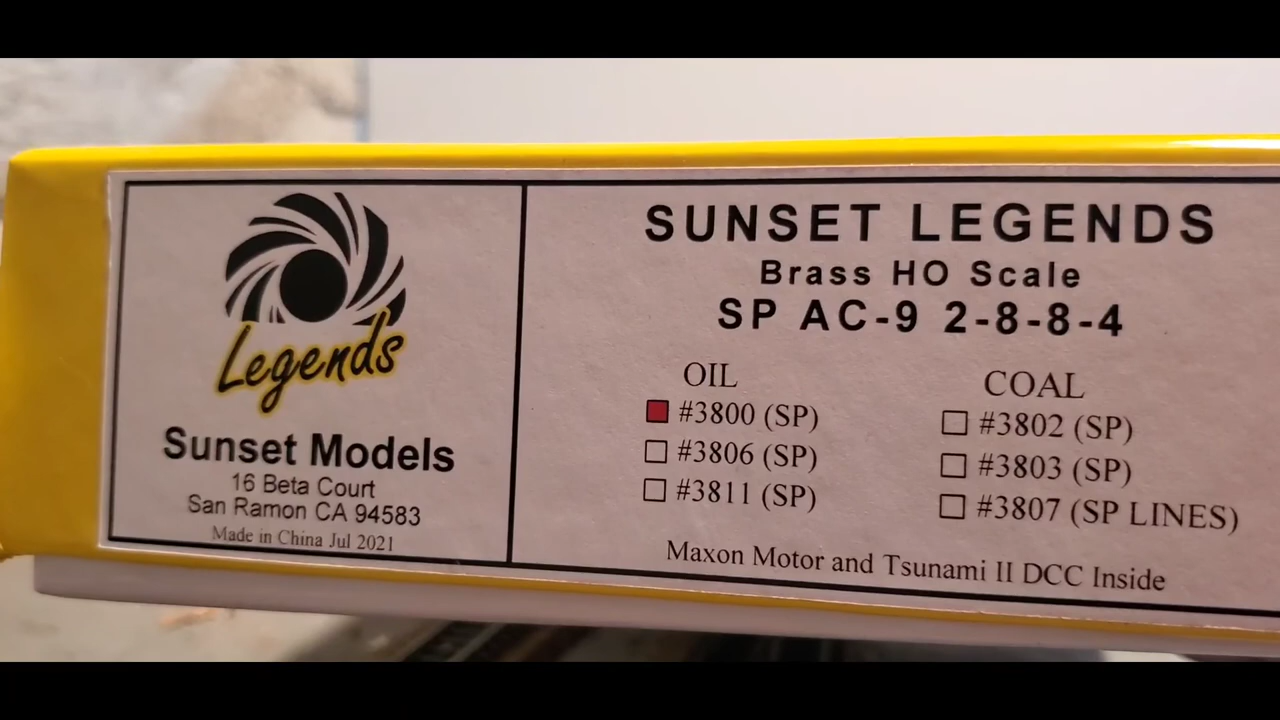 Legends
Sunset Models
16 Beta Court
San Ramon CA 94583
Made in China Jul 2021
SUNSET LEGENDS
Brass HO Scale
SP AC-9 2-8-8-4
OIL
#3800 (SP)
#3806 (SP)
#3811 (SP)
COAL
#3802 (SP)
#3803 (SP)
#3807 (SP LINES)
Maxon Motor and Tsunami II DCC Inside